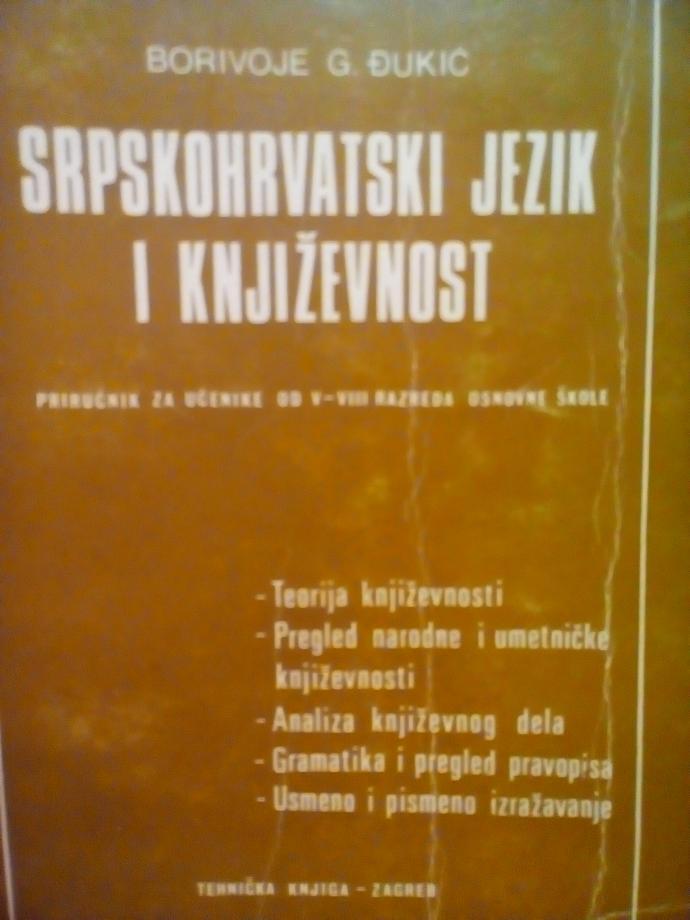 BORIVOJE G. ĐUKIĆ
SRPSKOHRVATSKI JEZIK
I KNJIŽEVNOST
PRIRUČNIK ZA UČENIKE OD V-VIII RAZREDA OSNOVNE ŠKOLE
- Teorija književnosti
- Pregled narodne i umetničke
književnosti
- Analiza književnog dela
- Gramatika i pregled pravopisa
- Usmeno i pismeno izražavanje
TEHNIČKA KNJIGA - ZAGREB